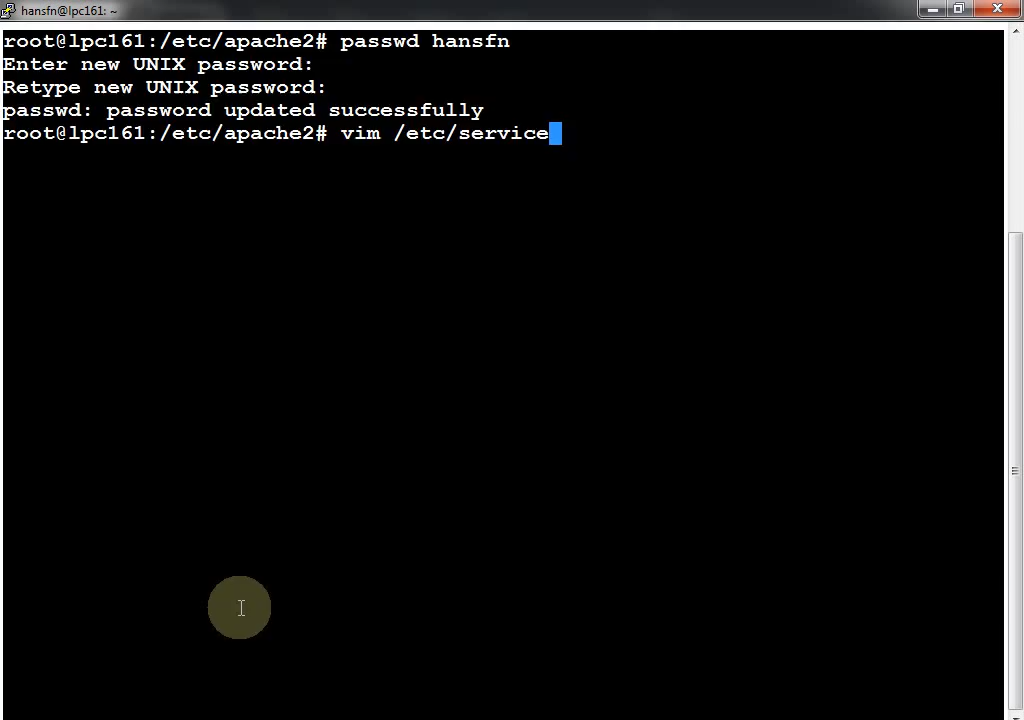 hansfn@lpc161: ~
root@lpc161:/etc/apache2# passwd hansfn
Enter new UNIX password:
Retype new UNIX password:
passwd: password updated successfully
root@lpc161:/etc/apache2# vim /etc/service